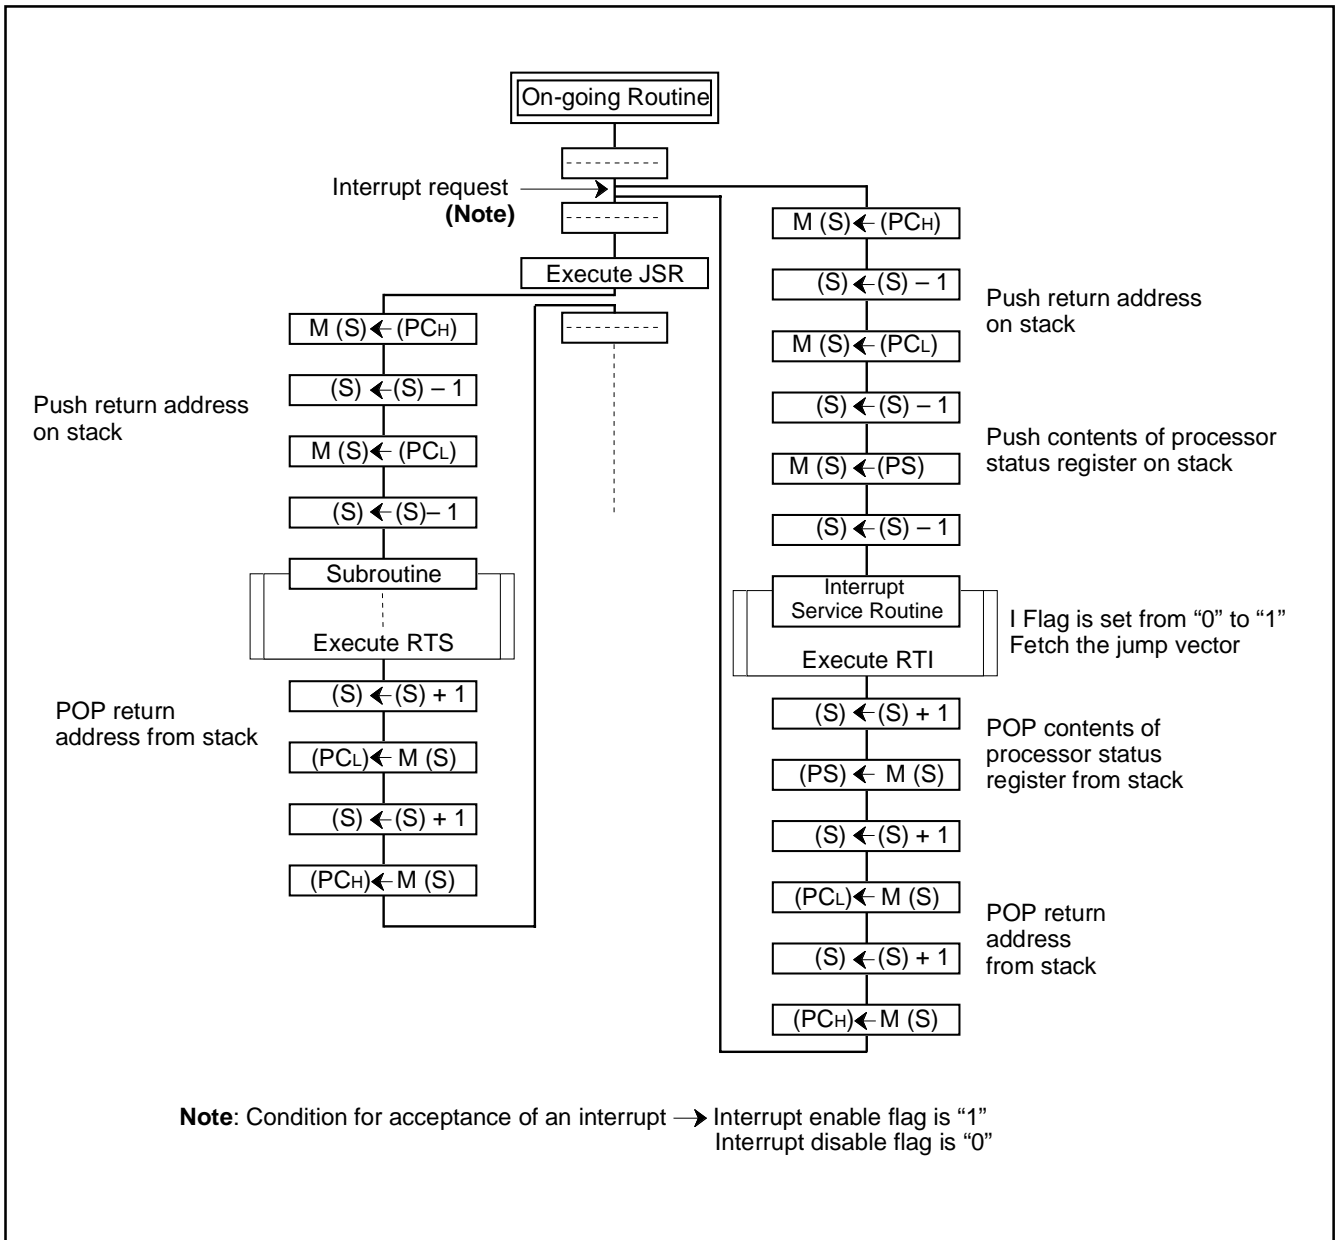 On-going Routine
Interrupt request
(Note)
Execute JSR
M (S) ← (PCH)
(S) ← (S) – 1
M (S) ← (PCL)
(S) ← (S)– 1
Push return address
on stack
Subroutine
Execute RTS
(S) ← (S) + 1
(PCL) ← M (S)
(S) ← (S) + 1
(PCH) ← M (S)
POP return
address from stack
M (S) ← (PCH)
(S) ← (S) – 1
M (S) ← (PCL)
(S) ← (S) – 1
M (S) ← (PS)
(S) ← (S) – 1
Push return address
on stack
Push contents of processor
status register on stack
Interrupt
Service Routine
Execute RTI
I Flag is set from “0” to “1”
Fetch the jump vector
(S) ← (S) + 1
(PS) ← M (S)
(S) ← (S) + 1
(PCL) ← M (S)
(S) ← (S) + 1
(PCH) ← M (S)
POP contents of
processor status
register from stack
POP return
address
from stack
Note: Condition for acceptance of an interrupt → Interrupt enable flag is “1”
Interrupt disable flag is “0”